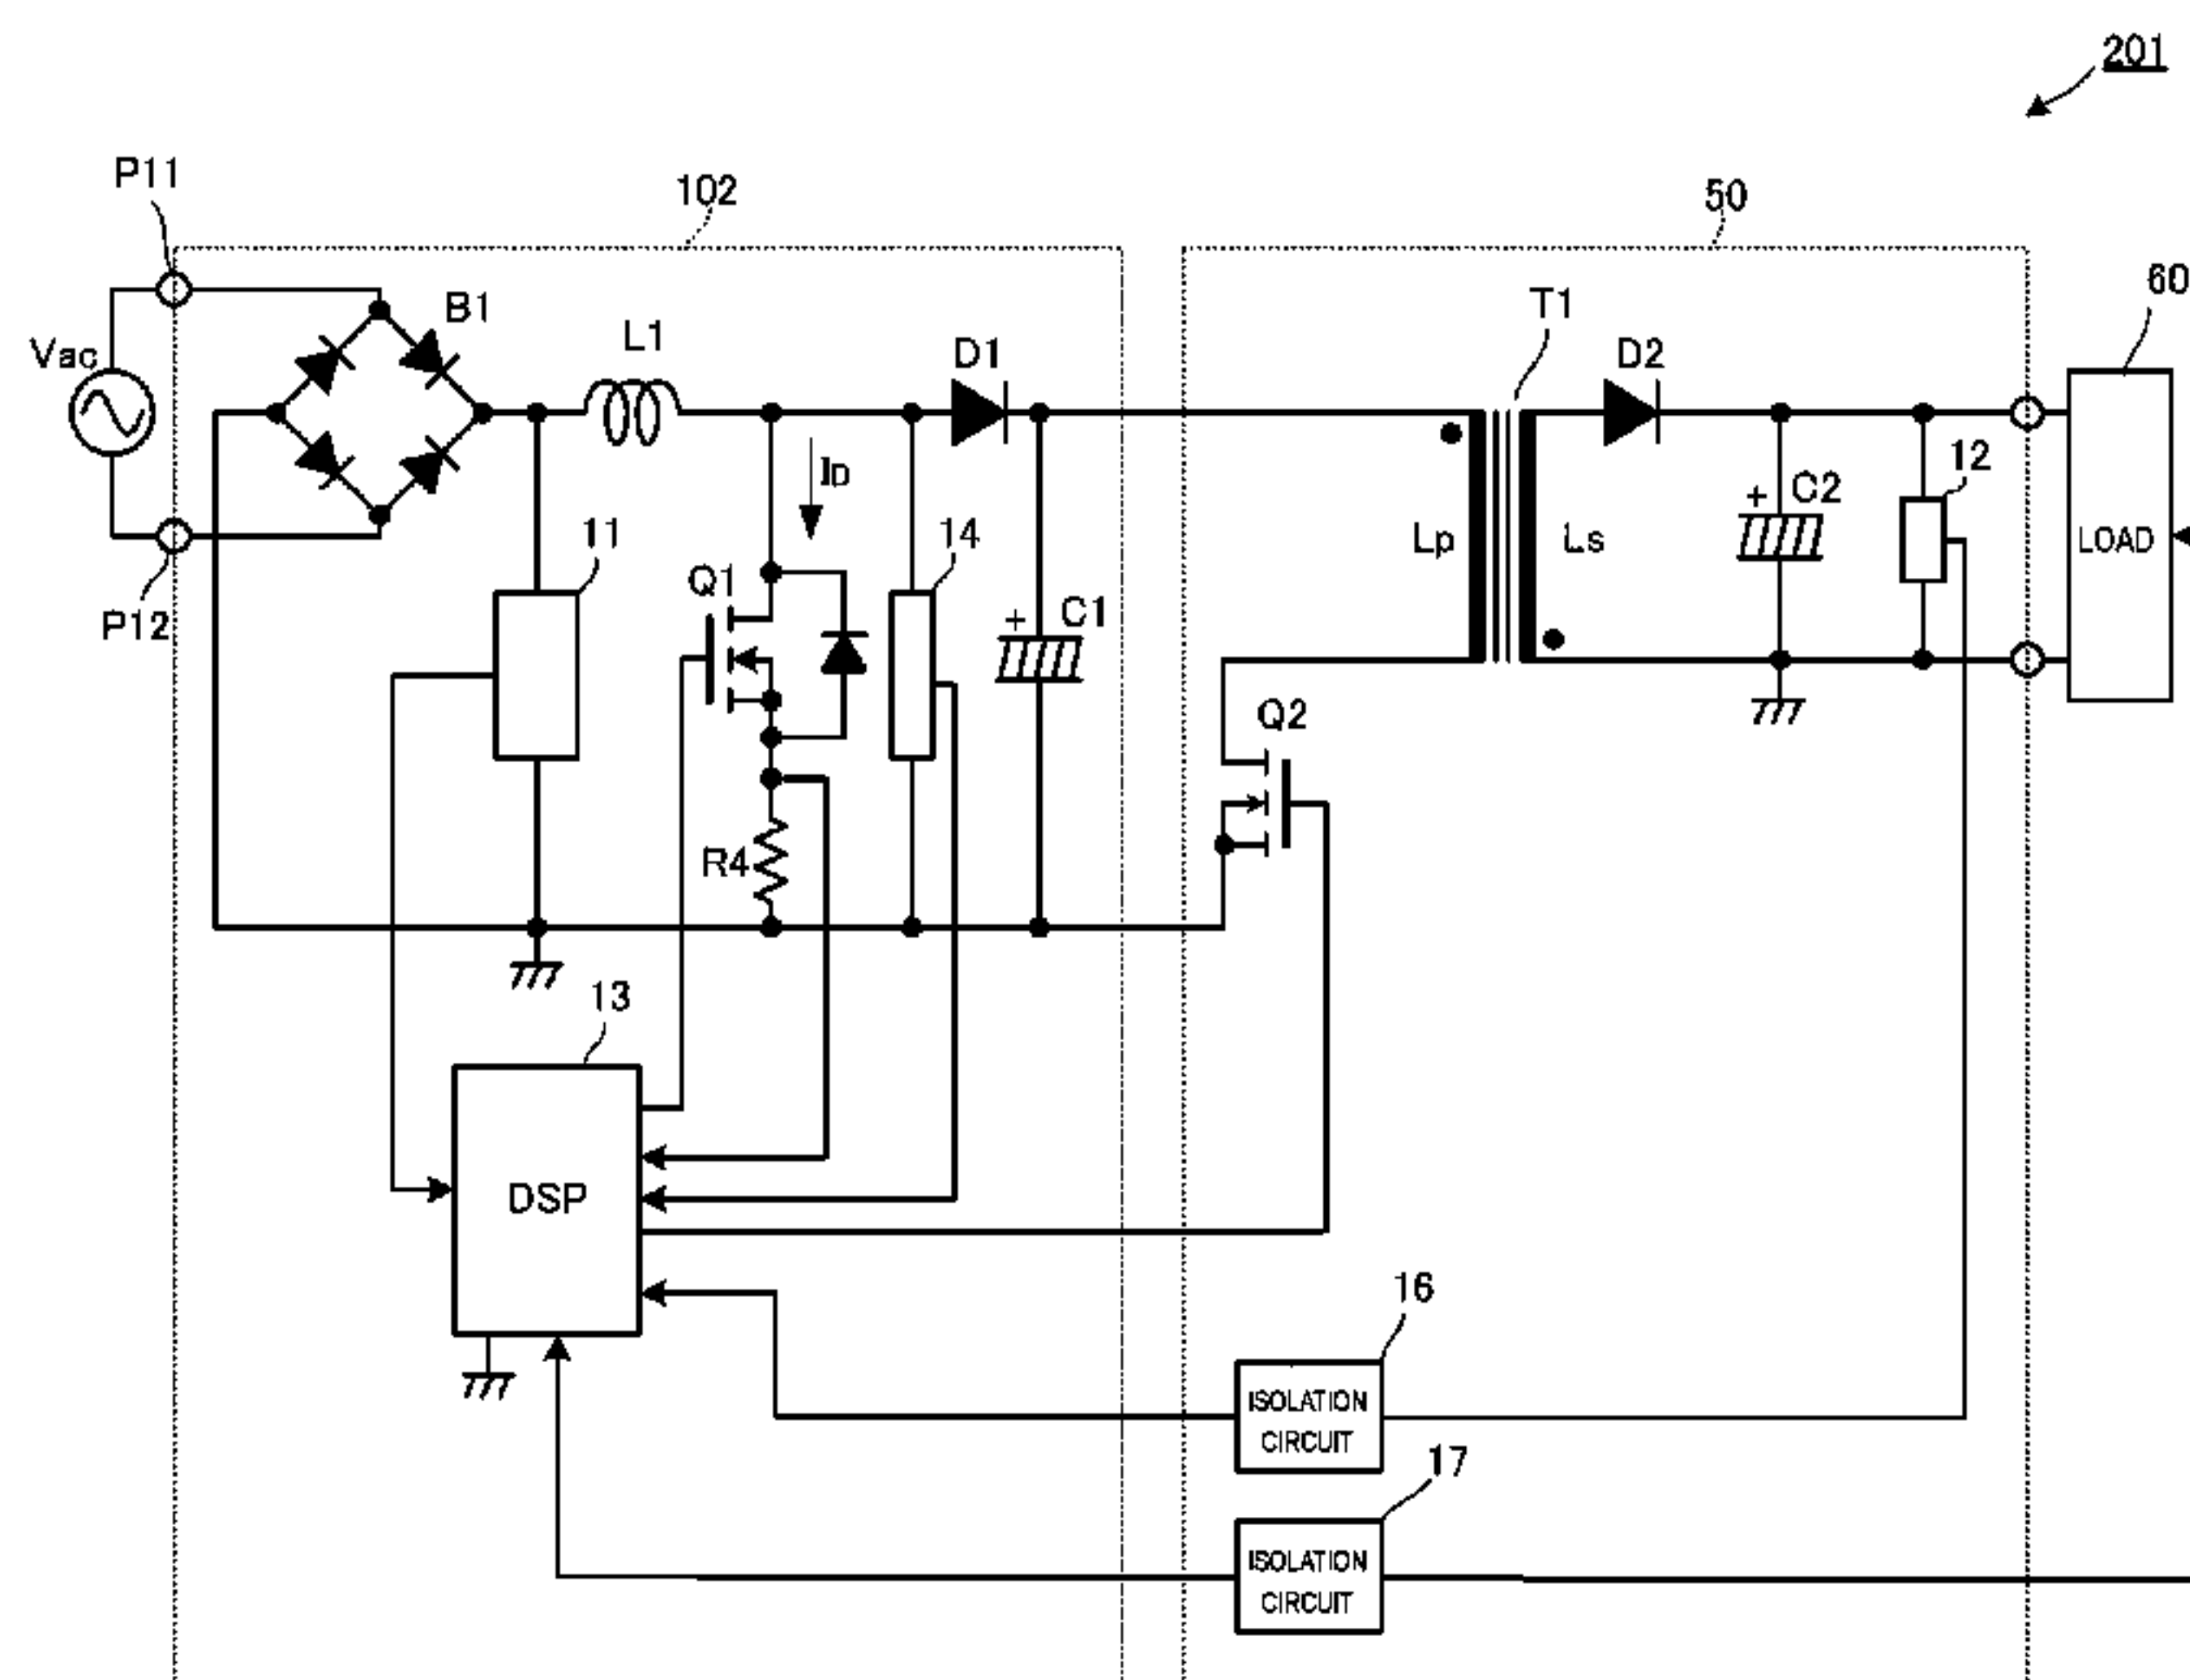 201
P11
102
50
60
B1
T1
Vac
L1
D1
D2
ID
12
+
C2
11
14
Lp
Ls
LOAD
Q1
+
C1
P12
Q2
R4
13
DSP
16
ISOLATION
CIRCUIT
17
ISOLATION
CIRCUIT